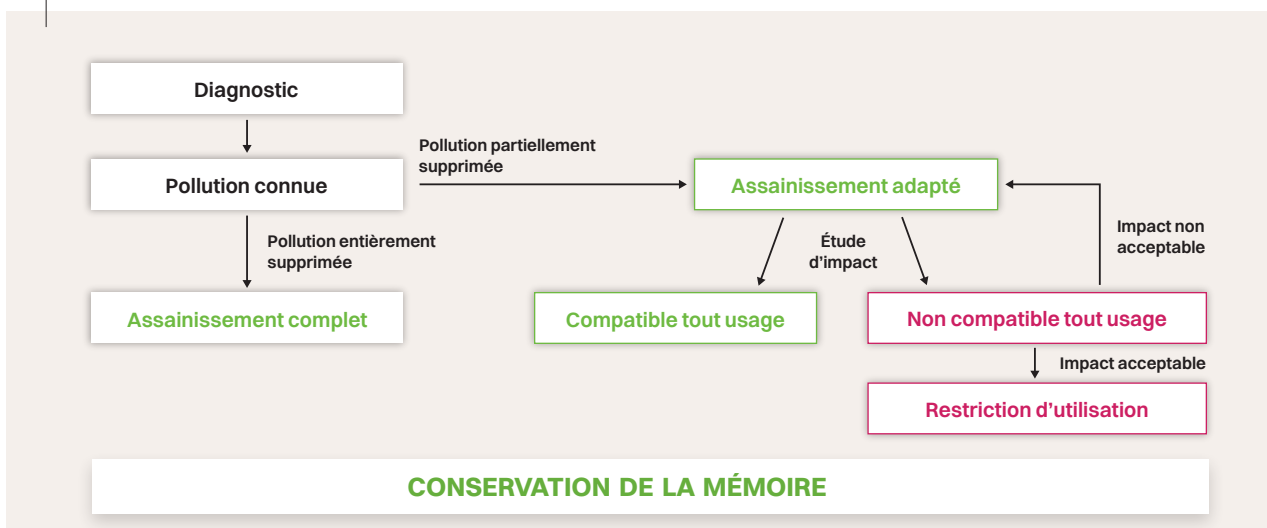 Diagnostic
Pollution connue
Pollution partiellement
supprimée
Assainissement adapté
Pollution entièrement
supprimée
Étude
d'impact
Impact non
acceptable
Assainissement complet
Compatible tout usage
Non compatible tout usage
Impact acceptable
Restriction d'utilisation
CONSERVATION DE LA MÉMOIRE